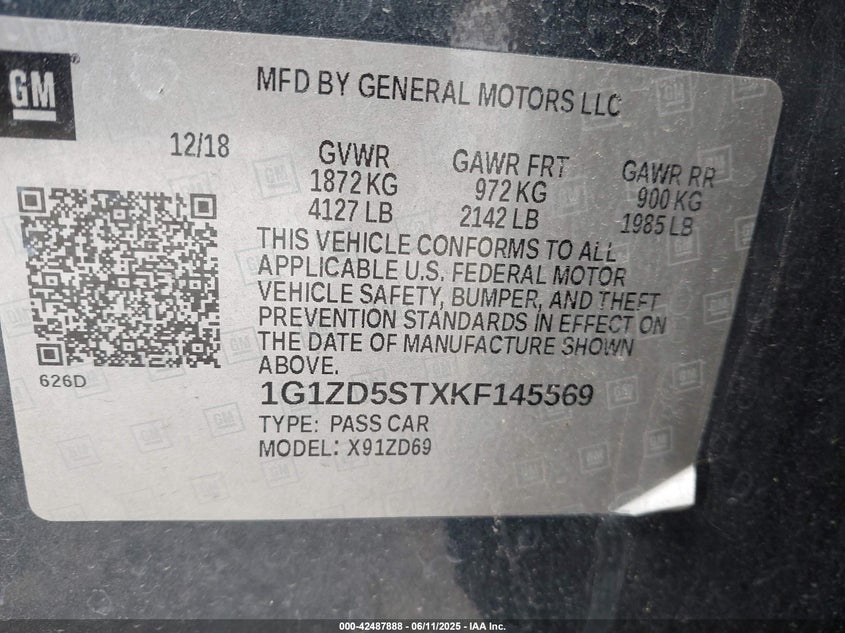 GM
MFD BY GENERAL MOTORS LLC
12/18
GVWR
1872 KG
4127 LB
GAWR FRT
972 KG
2142 LB
GAWR RR
900 KG
1985 LB
THIS VEHICLE CONFORMS TO ALL
APPLICABLE U.S. FEDERAL MOTOR
VEHICLE SAFETY, BUMPER, AND THEFT
PREVENTION STANDARDS IN EFFECT ON
THE DATE OF MANUFACTURE SHOWN
ABOVE.
626D
1G1ZD5STXKF145569
TYPE: PASS CAR
MODEL: X91ZD69
000-42487888 - 06/11/2025 - IAA Inc.